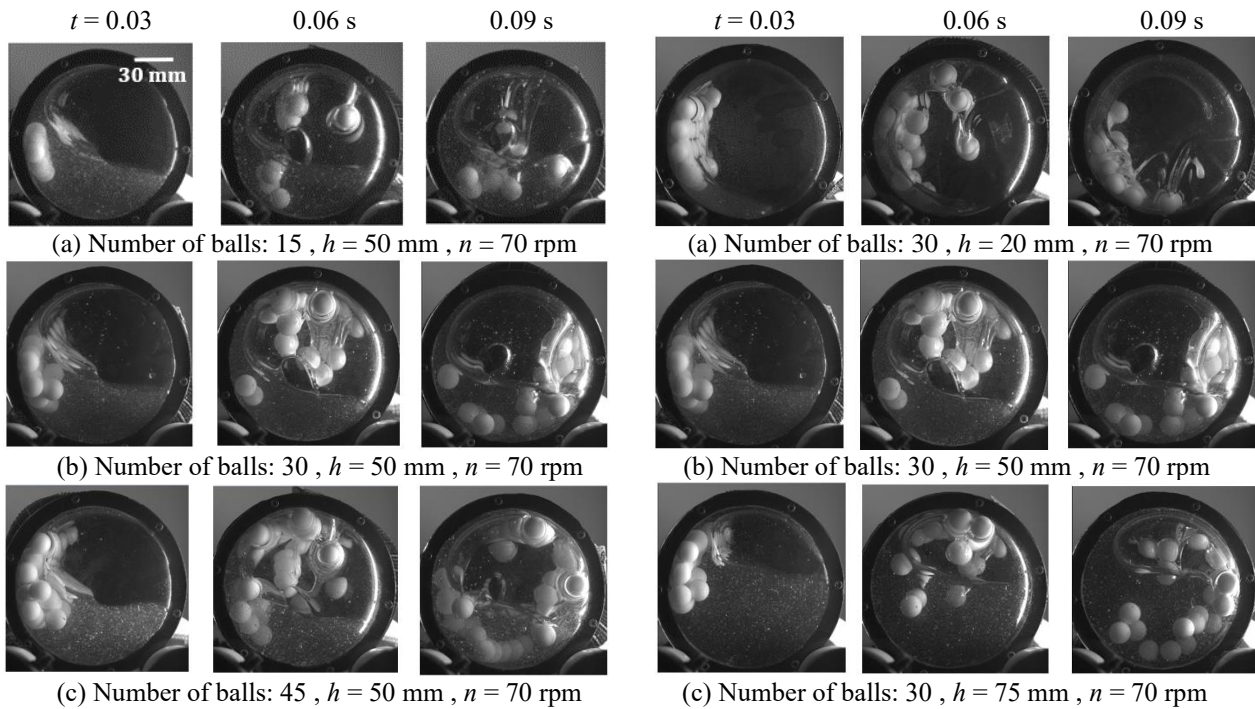 t = 0.03 0.06 s 0.09 s
30 mm
(a) Number of balls: 15 , h = 50 mm , n = 70 rpm
(b) Number of balls: 30 , h = 50 mm , n = 70 rpm
(c) Number of balls: 45 , h = 50 mm , n = 70 rpm
t = 0.03 0.06 s 0.09 s
(a) Number of balls: 30 , h = 20 mm , n = 70 rpm
(b) Number of balls: 30 , h = 50 mm , n = 70 rpm
(c) Number of balls: 30 , h = 75 mm , n = 70 rpm